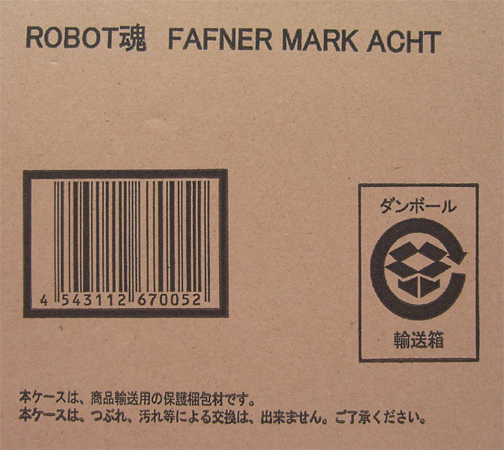 ROBOT魂 FAFNER MARK ACHT
4 543112 670052
ダンボール
輸送箱
本ケースは、商品輸送用の保護梱包材です。
本ケースは、つぶれ、汚れ等による交換は、出来ません。ご了承ください。